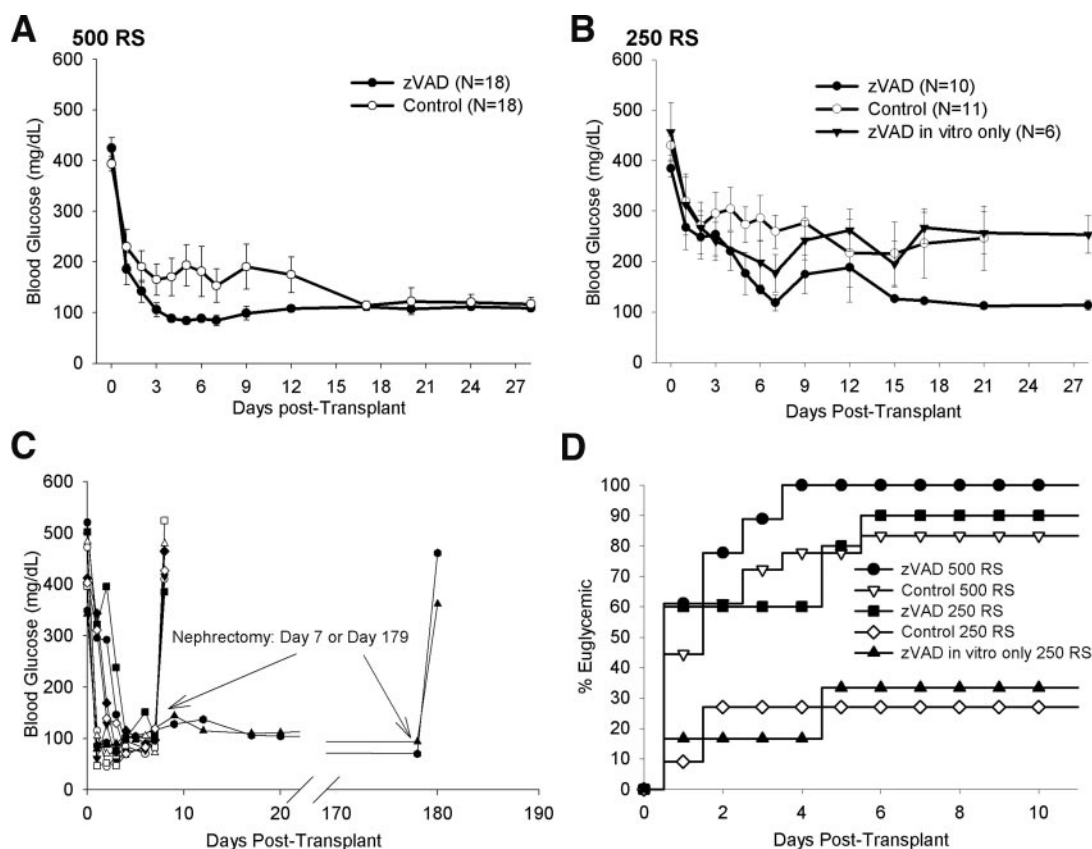 A
500 RS
600
500
400
300
200
100
0
Blood Glucose (mg/dL)
zVAD (N=18)
Control (N=18)
0 3 6 9 12 15 18 21 24 27
Days post-Transplant
B
250 RS
600
500
400
300
200
100
0
Blood Glucose (mg/dL)
zVAD (N=10)
Control (N=11)
zVAD in vitro only (N=6)
0 3 6 9 12 15 18 21 24 27
Days Post-Transplant
C
600
500
400
300
200
100
0
Blood Glucose (mg/dL)
Nephrectomy: Day 7 or Day 179
0 10 20 170 180 190
Days Post-Transplant
D
100
90
80
70
60
50
40
30
20
10
0
% Euglycemic
zVAD 500 RS
Control 500 RS
zVAD 250 RS
Control 250 RS
zVAD in vitro only 250 RS
0 2 4 6 8 10
Days Post-Transplant